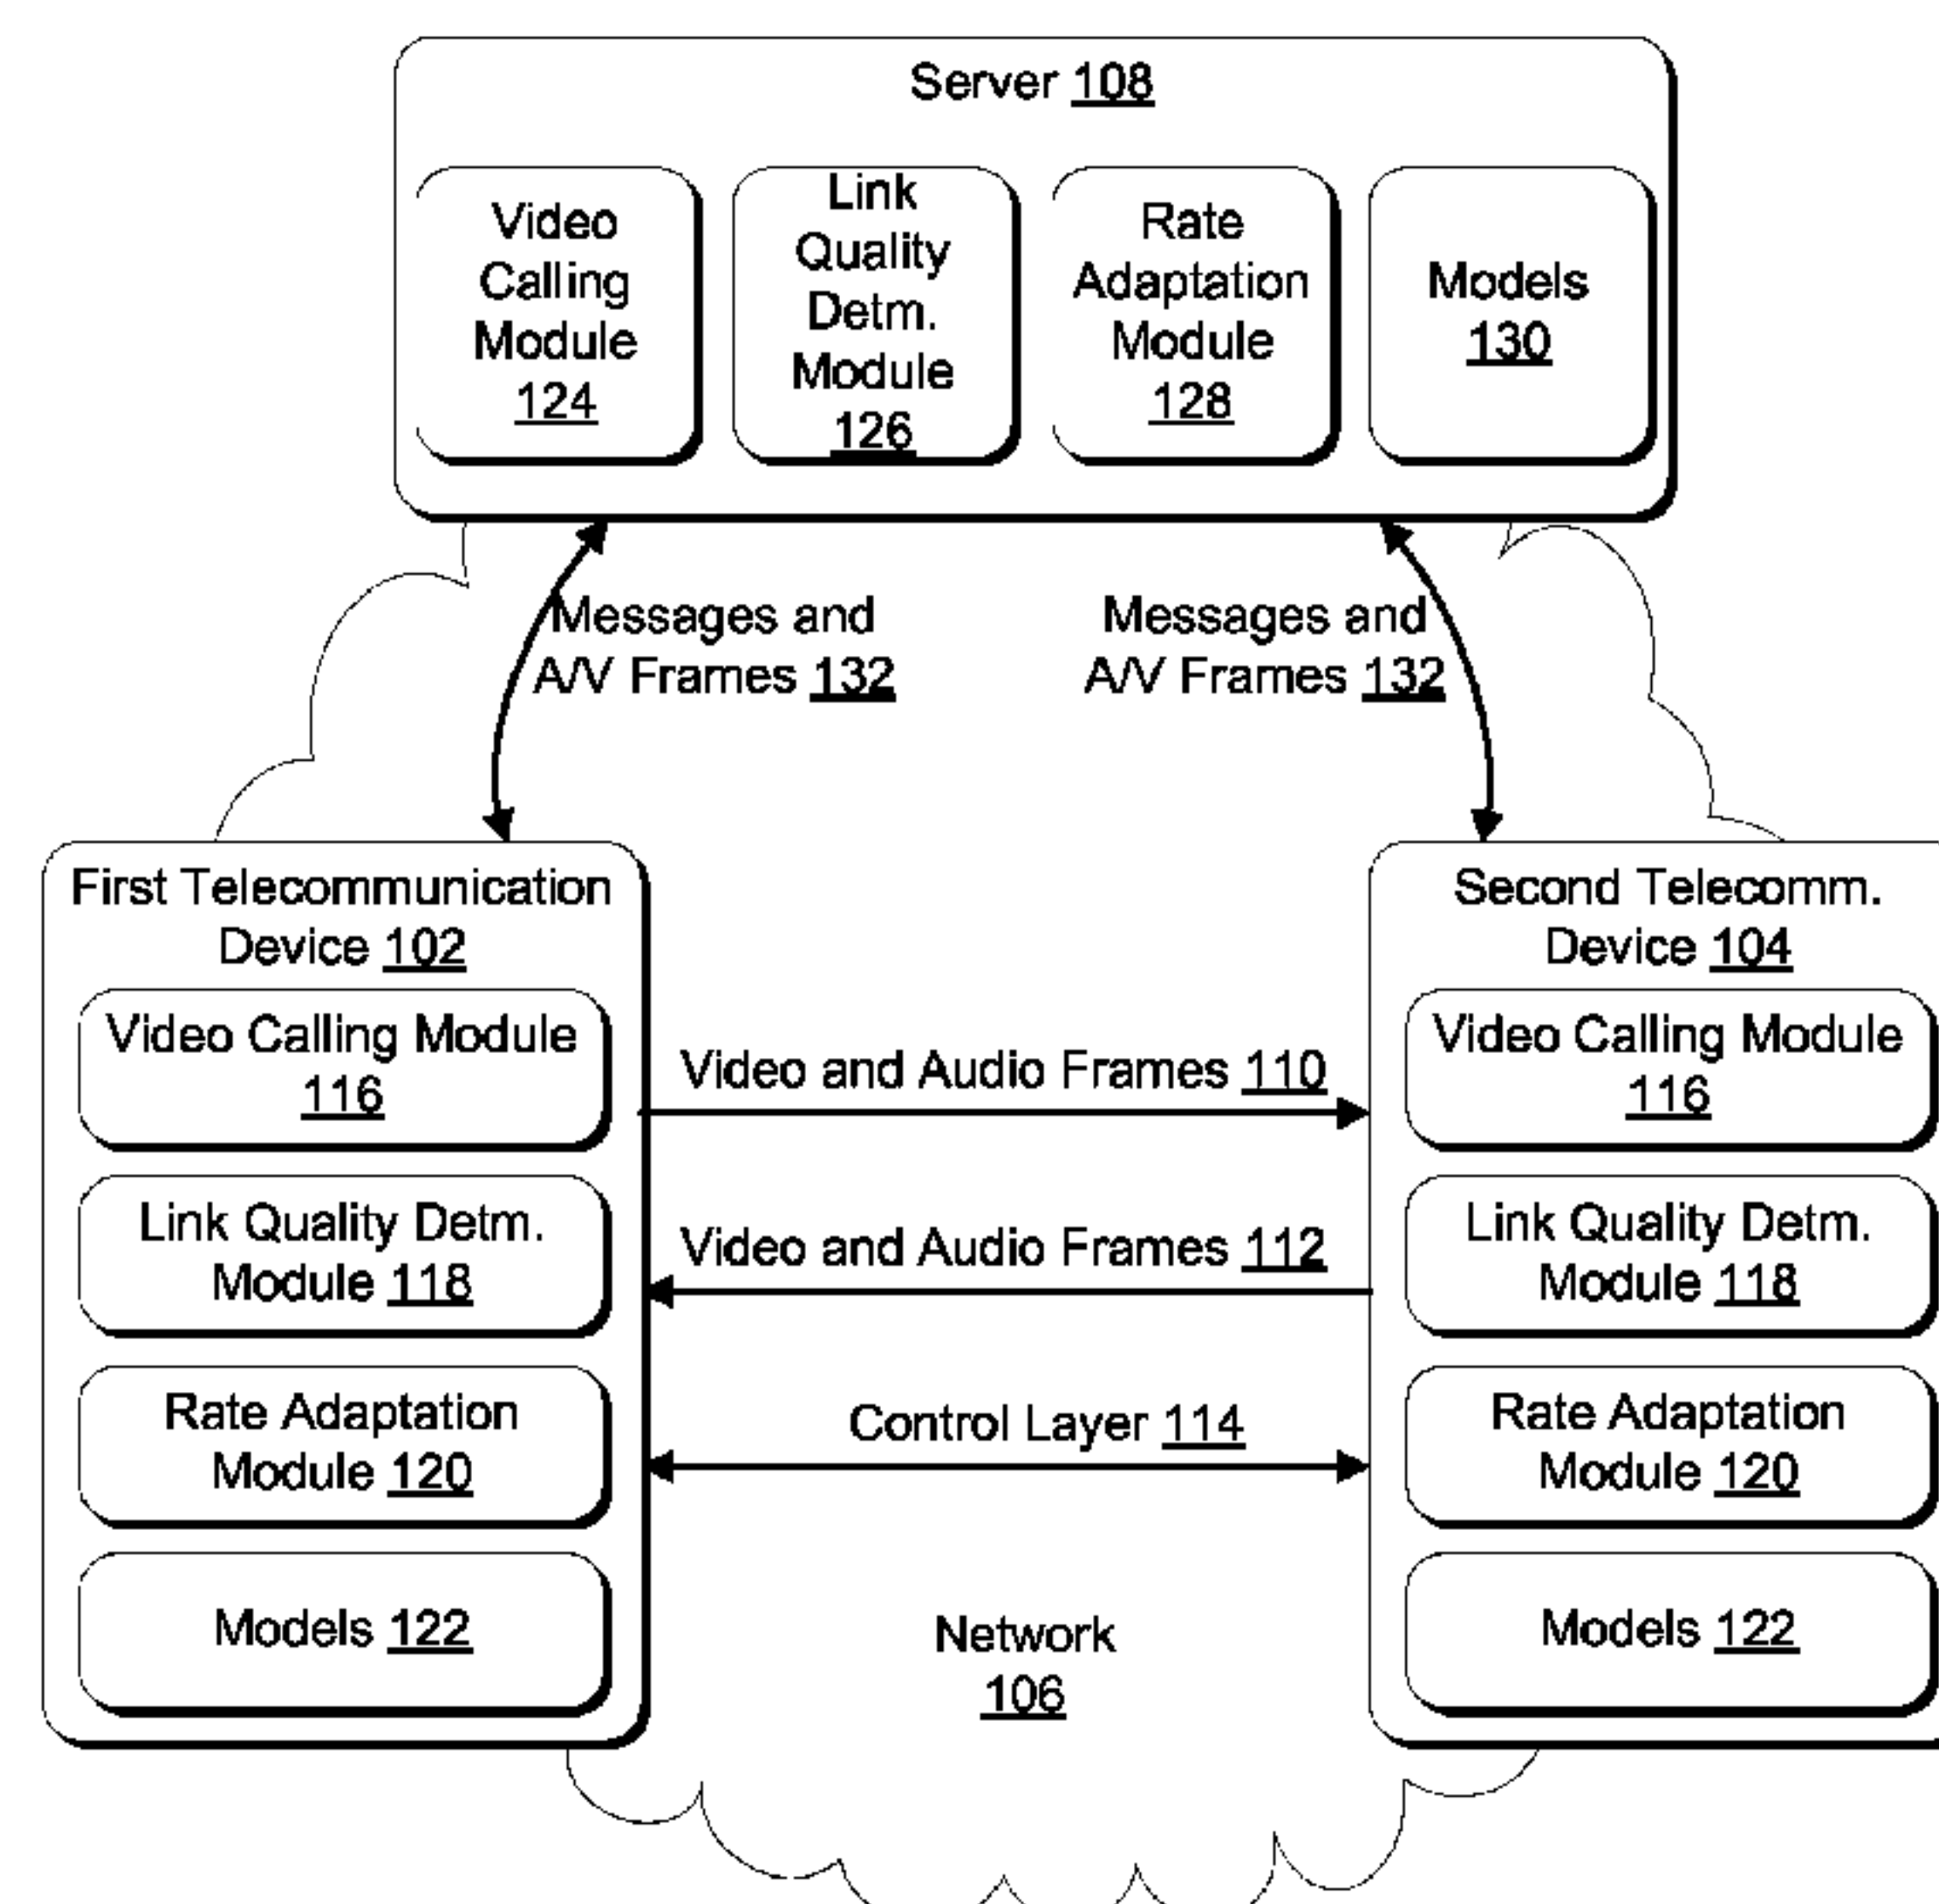 Server 108
Video
Calling
Module
124
Link
Quality
Detm.
Module
126
Rate
Adaptation
Module
128
Models
130
Messages and
A/V Frames 132
Messages and
A/V Frames 132
First Telecommunication
Device 102
Video Calling Module
116
Link Quality Detm.
Module 118
Rate Adaptation
Module 120
Models 122
Video and Audio Frames 110
Video and Audio Frames 112
Control Layer 114
Network
106
Second Telecomm.
Device 104
Video Calling Module
116
Link Quality Detm.
Module 118
Rate Adaptation
Module 120
Models 122